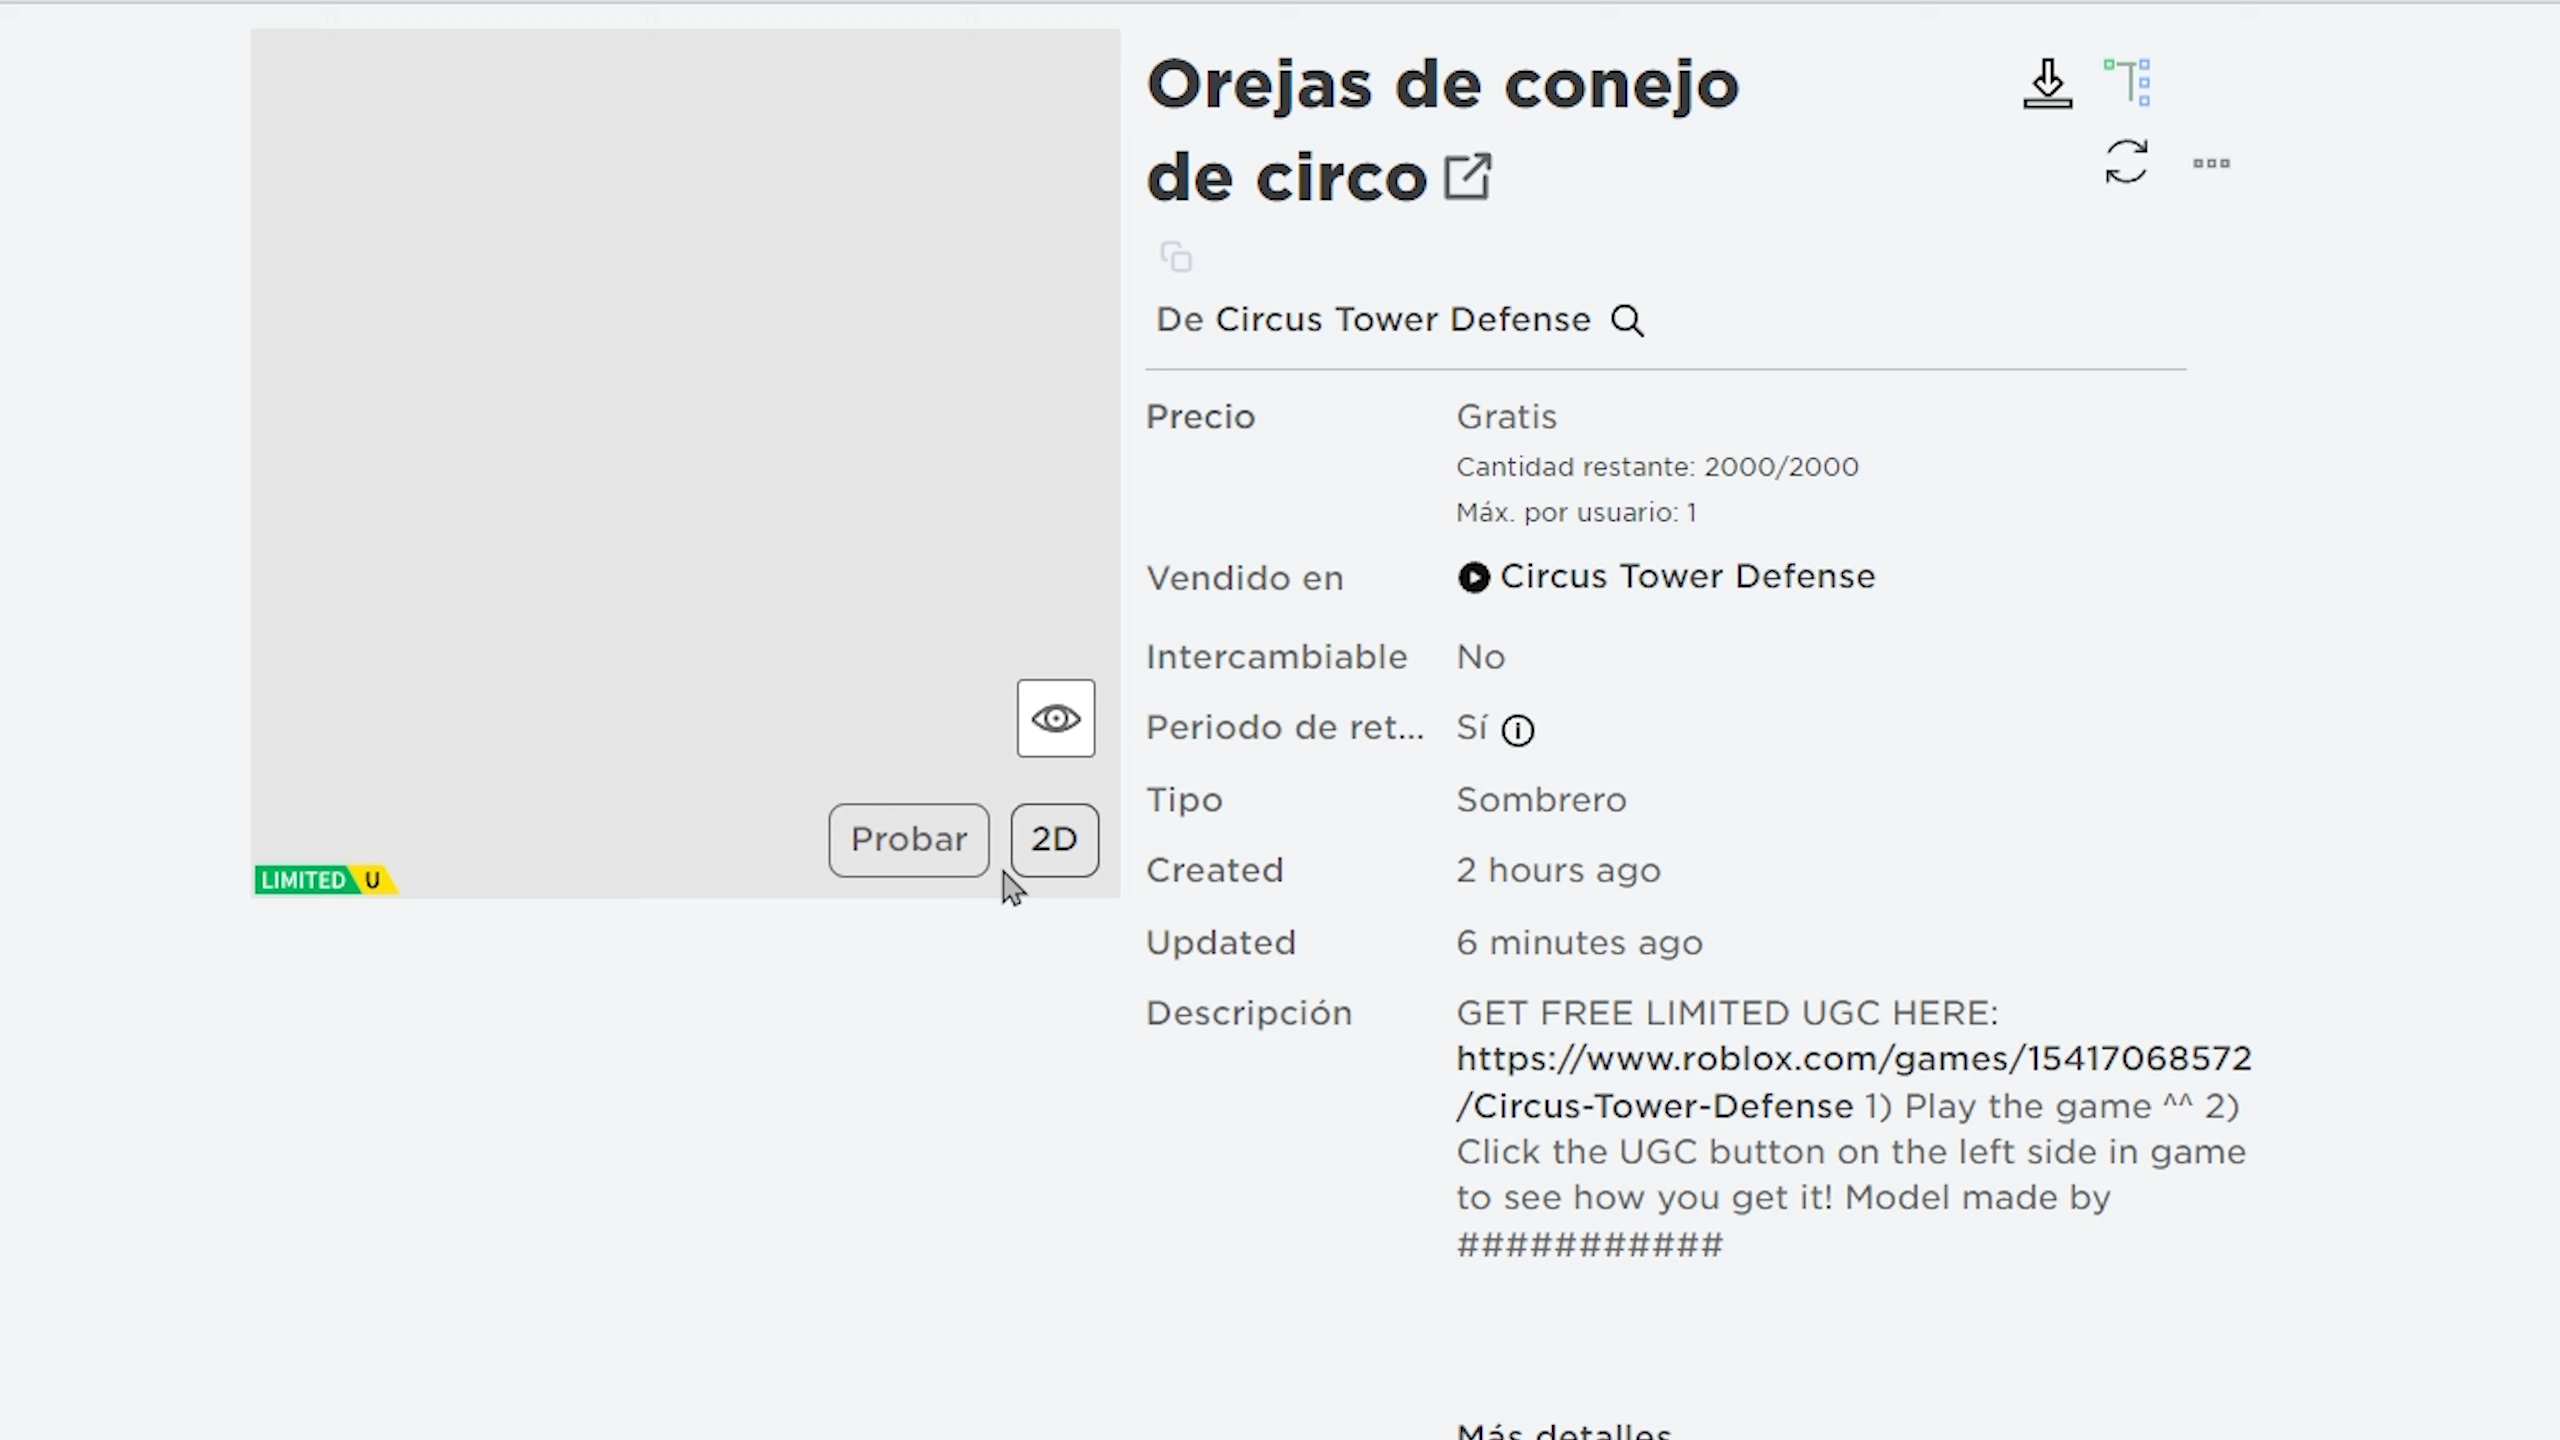 Orejas de conejo
de circo
De Circus Tower Defense
Precio
Gratis
Cantidad restante: 2000/2000
Máx. por usuario: 1
Vendido en
Circus Tower Defense
Intercambiable
No
Periodo de ret...
Sí
Tipo
Sombrero
Created
2 hours ago
Updated
6 minutes ago
Descripción
GET FREE LIMITED UGC HERE:
https://www.roblox.com/games/15417068572
/Circus-Tower-Defense 1) Play the game ^^ 2)
Click the UGC button on the left side in game
to see how you get it! Model made by
###########
Más detalles
Probar
2D
LIMITED U